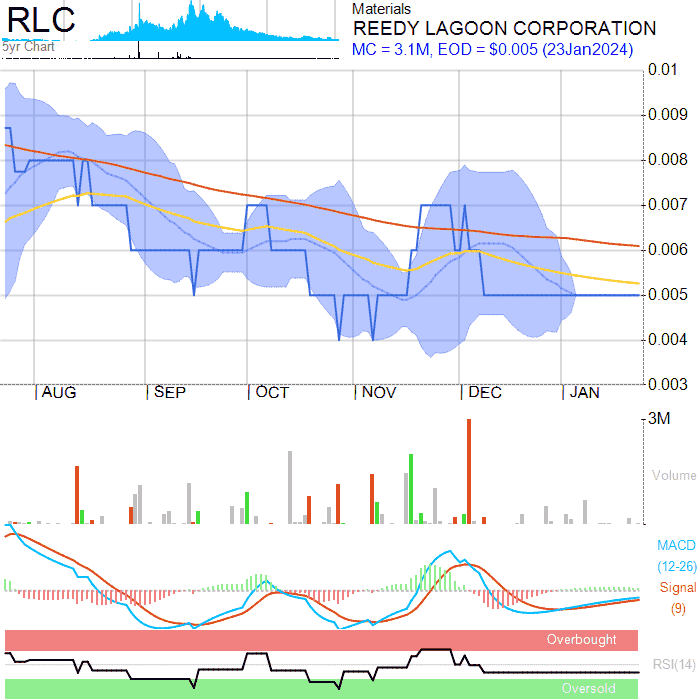 RLC
5yr Chart
Materials
REEDY LAGOON CORPORATION
MC = 3.1M, EOD = $0.005 (23Jan2024)
0.01
0.009
0.008
0.007
0.006
0.005
0.004
0.003
AUG SEP OCT NOV DEC JAN
3M
Volume
MACD
(12-26)
Signal
(9)
Overbought
RSI(14)
Oversold